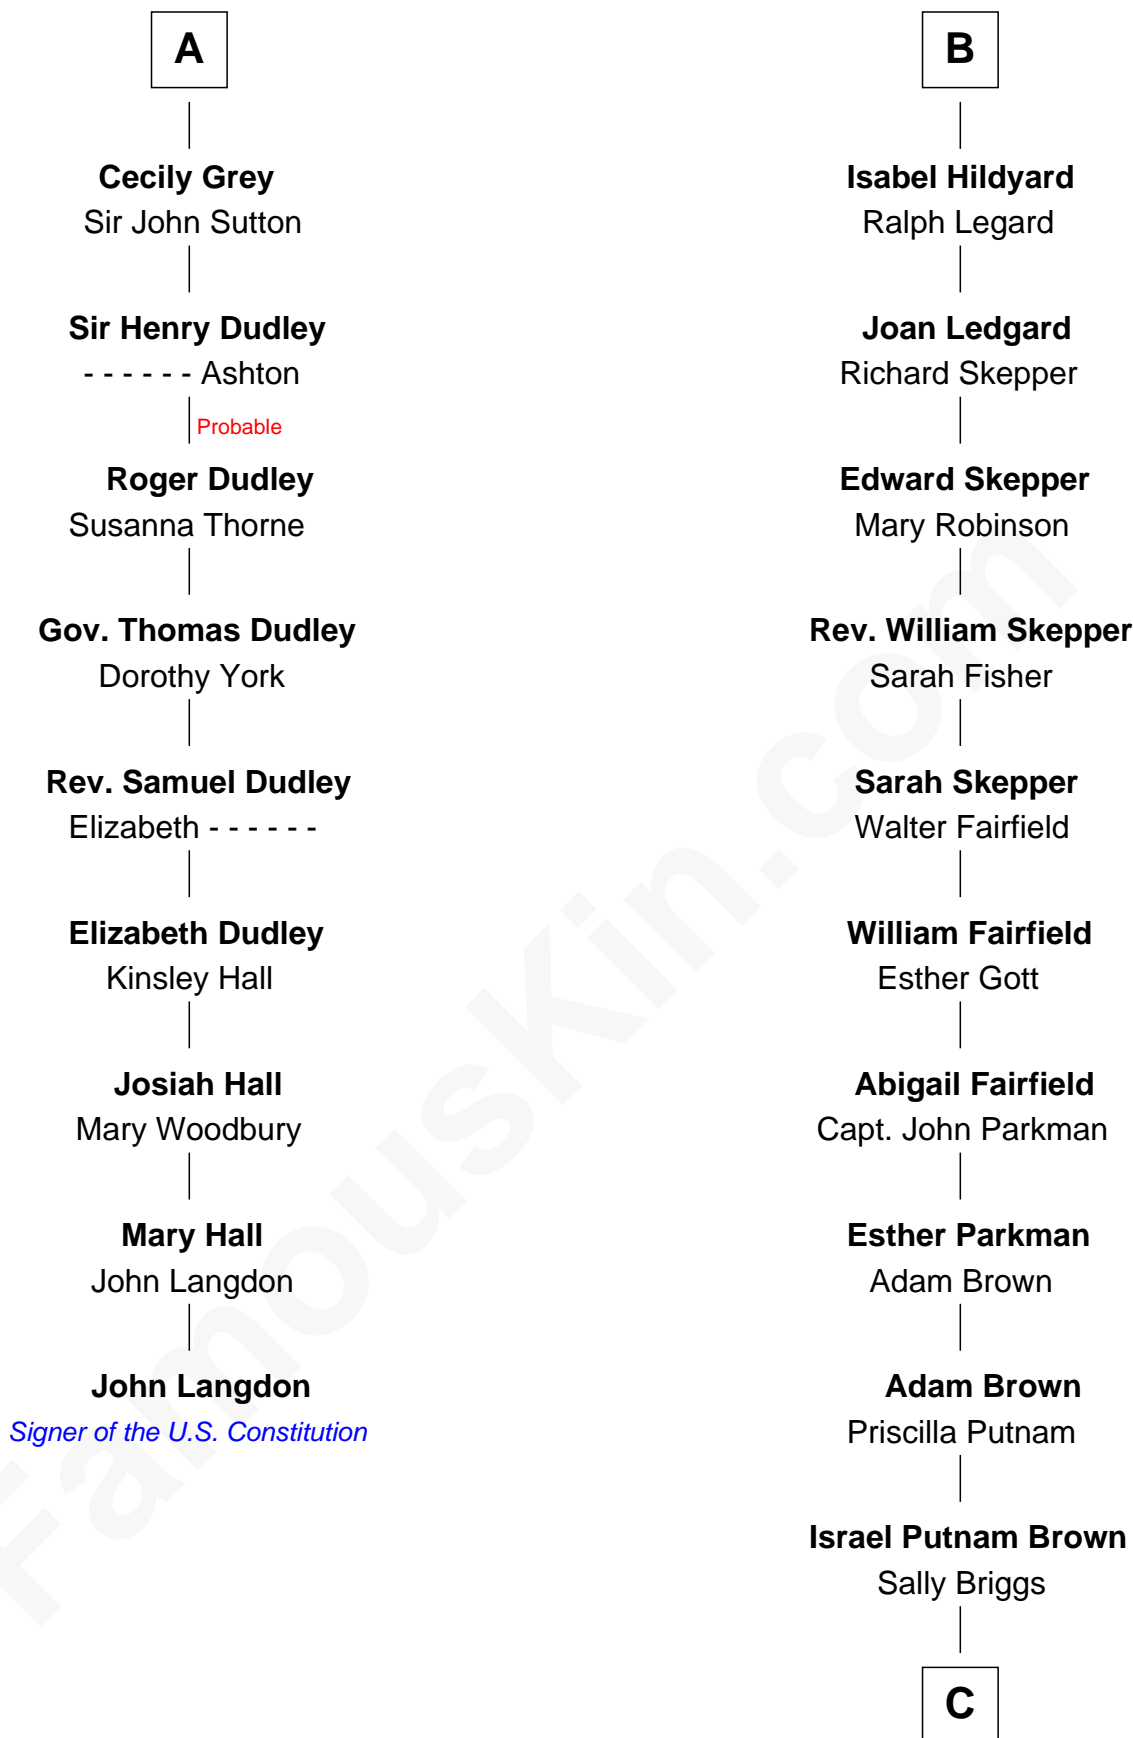 A
Cecily Grey
Sir John Sutton
Sir Henry Dudley
- - - - - - Ashton
Probable
Roger Dudley
Susanna Thorne
Gov. Thomas Dudley
Dorothy York
Rev. Samuel Dudley
Elizabeth - - - - - -
Elizabeth Dudley
Kinsley Hall
Josiah Hall
Mary Woodbury
Mary Hall
John Langdon
John Langdon
Signer of the U.S. Constitution
B
Isabel Hildyard
Ralph Legard
Joan Ledgard
Richard Skepper
Edward Skepper
Mary Robinson
Rev. William Skepper
Sarah Fisher
Sarah Skepper
Walter Fairfield
William Fairfield
Esther Gott
Abigail Fairfield
Capt. John Parkman
Esther Parkman
Adam Brown
Adam Brown
Priscilla Putnam
Israel Putnam Brown
Sally Briggs
C
FamousKin.com